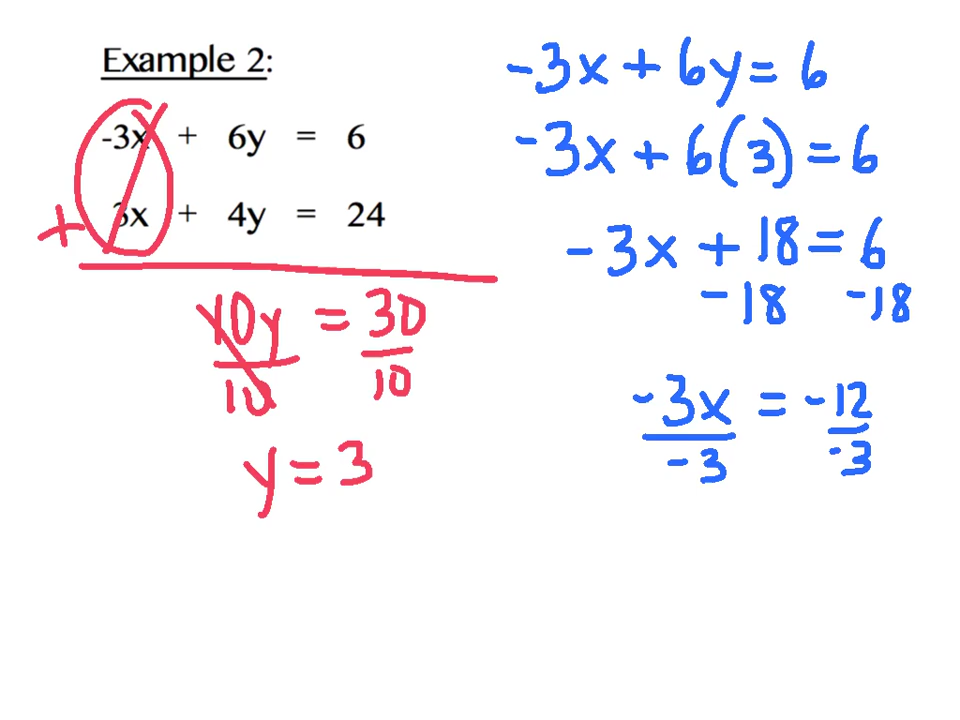 Example 2:
-3x + 6y = 6
3x + 4y = 24
+
10y = 30
10 10
y = 3
-3x + 6y = 6
-3x + 6(3) = 6
-3x + 18 = 6
-18 -18
-3x = -12
-3 -3